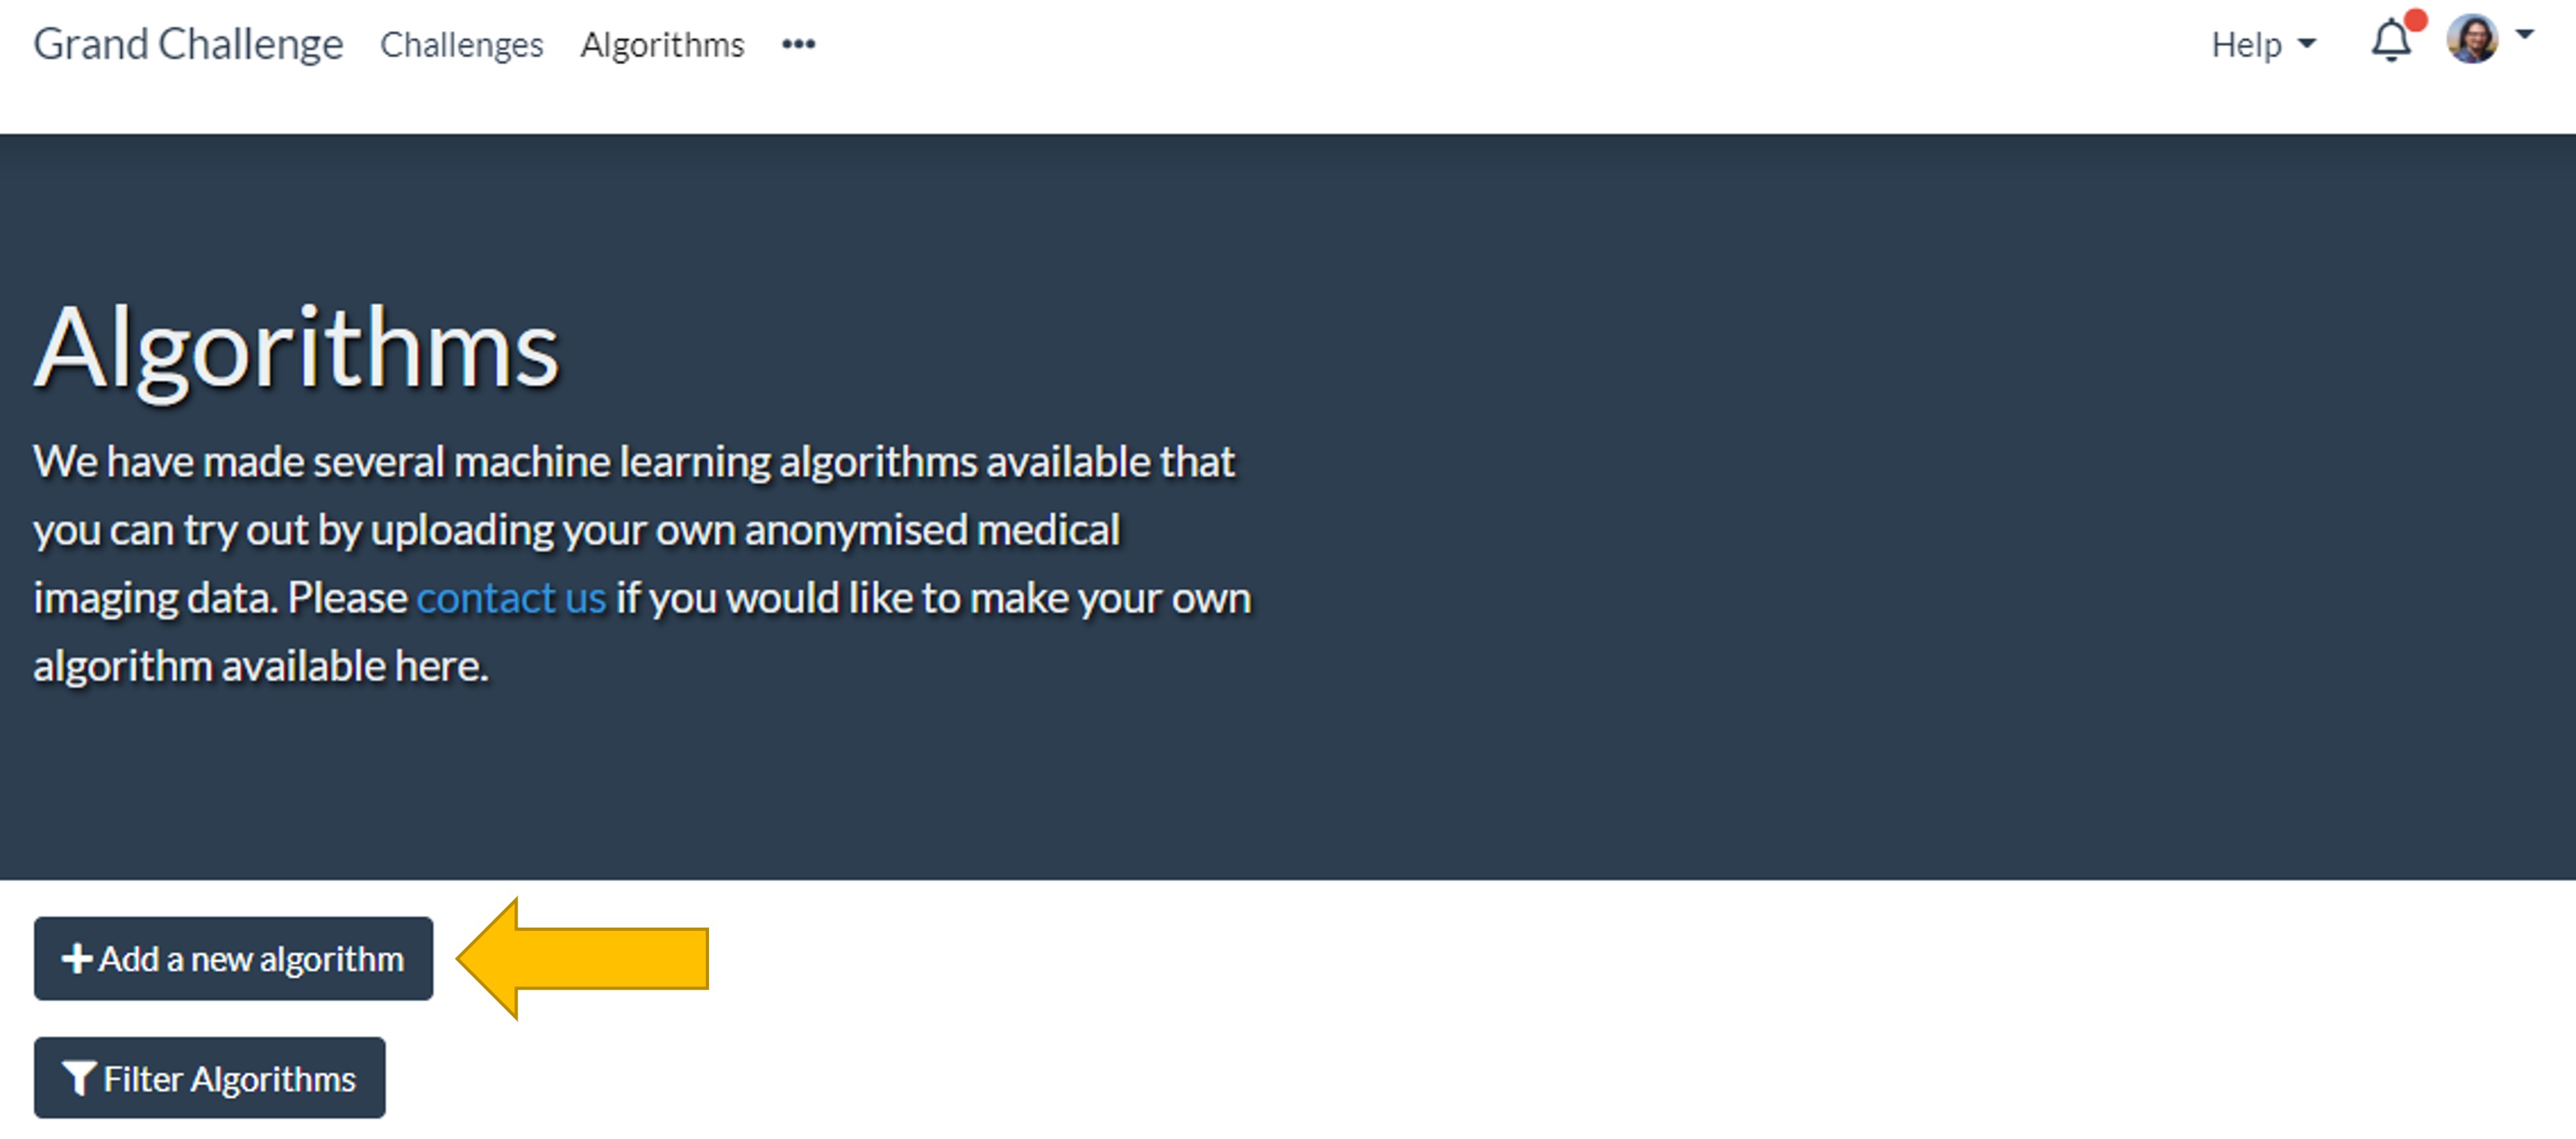 Grand Challenge Challenges Algorithms ••• Help
Algorithms
We have made several machine learning algorithms available that
you can try out by uploading your own anonymised medical
imaging data. Please contact us if you would like to make your own
algorithm available here.
Add a new algorithm
Filter Algorithms